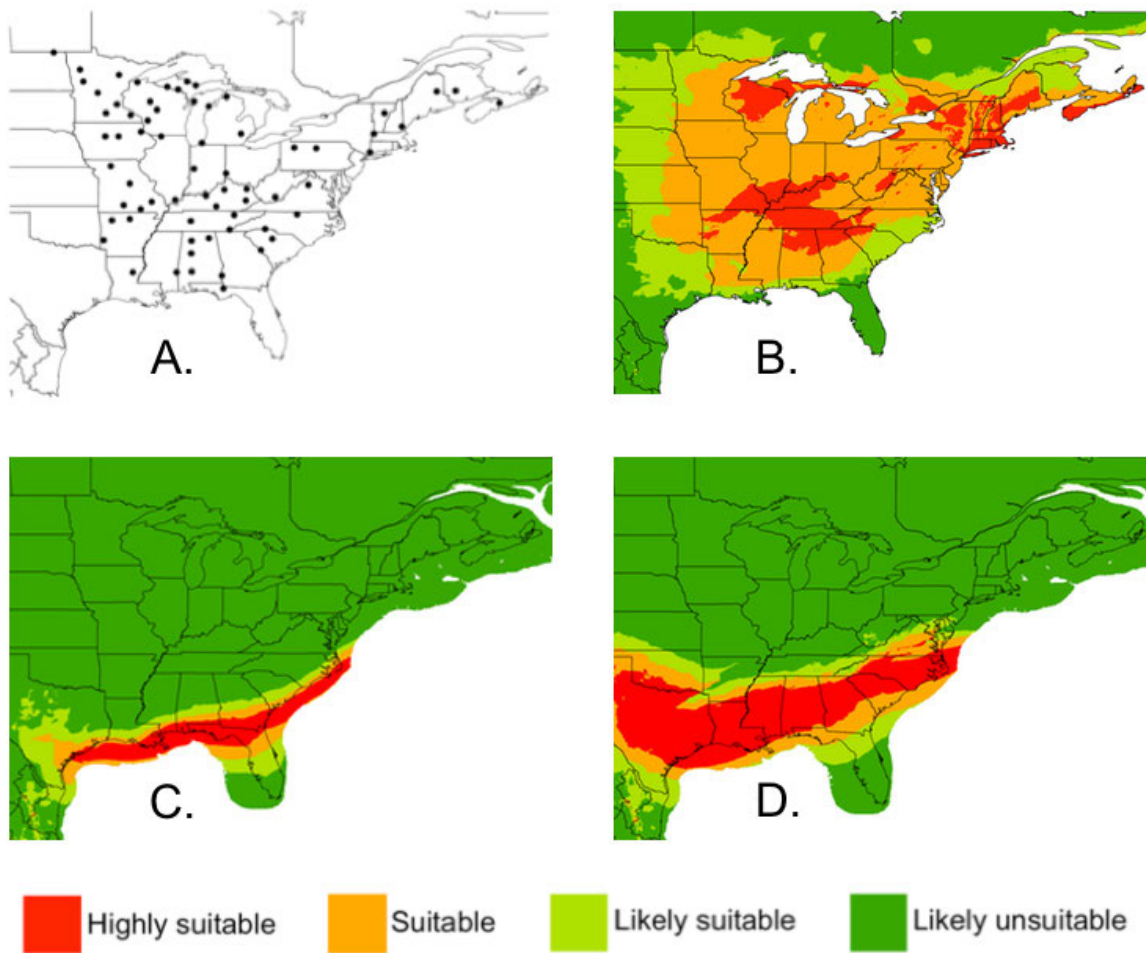 A.
B.
C.
D.
Highly suitable
Suitable
Likely suitable
Likely unsuitable